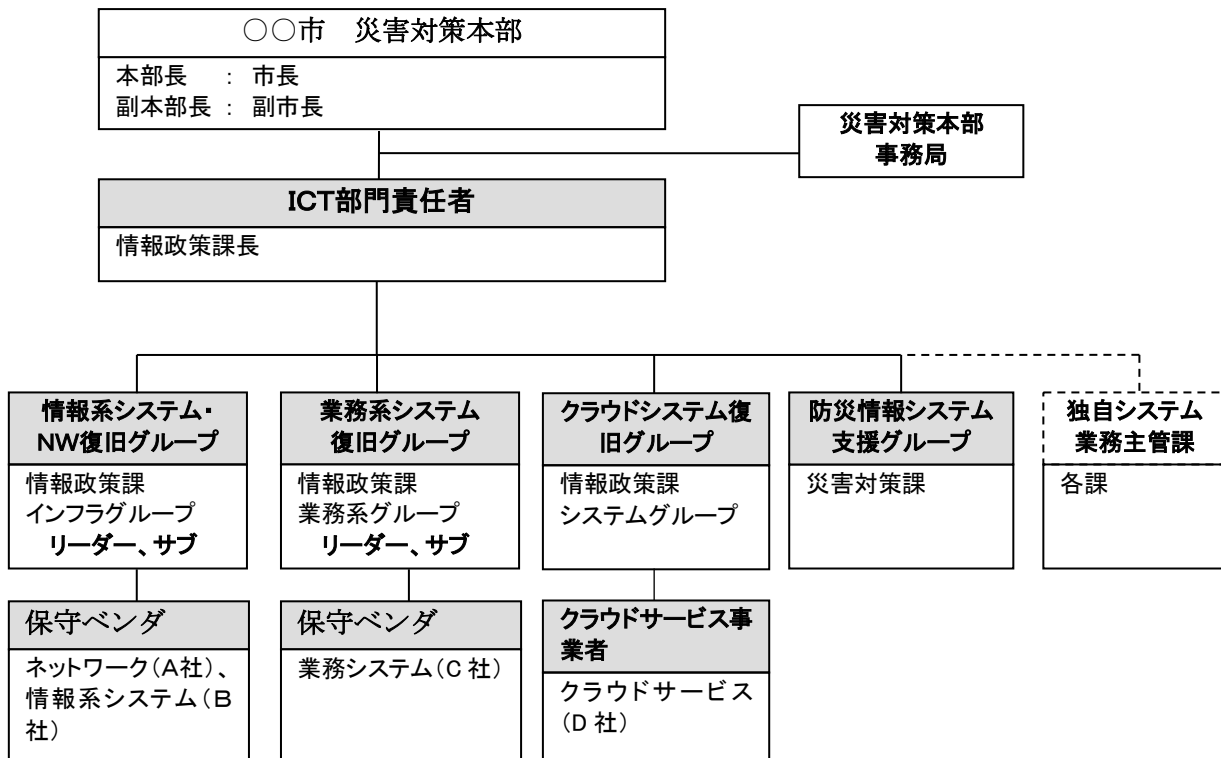 ○○市　災害対策本部
本部長　：　市長
副本部長：　副市長
災害対策本部
事務局
ICT部門責任者
情報政策課長
情報系システム・
NW復旧グループ
情報政策課
インフラグループ
リーダー、サブ
業務系システム
復旧グループ
情報政策課
業務系グループ
リーダー、サブ
クラウドシステム復
旧グループ
情報政策課
システムグループ
防災情報システム
支援グループ
災害対策課
独自システム
業務主管課
各課
保守ベンダ
ネットワーク（A社）、
情報系システム（B
社）
保守ベンダ
業務システム（C社）
クラウドサービス事
業者
クラウドサービス
（D社）